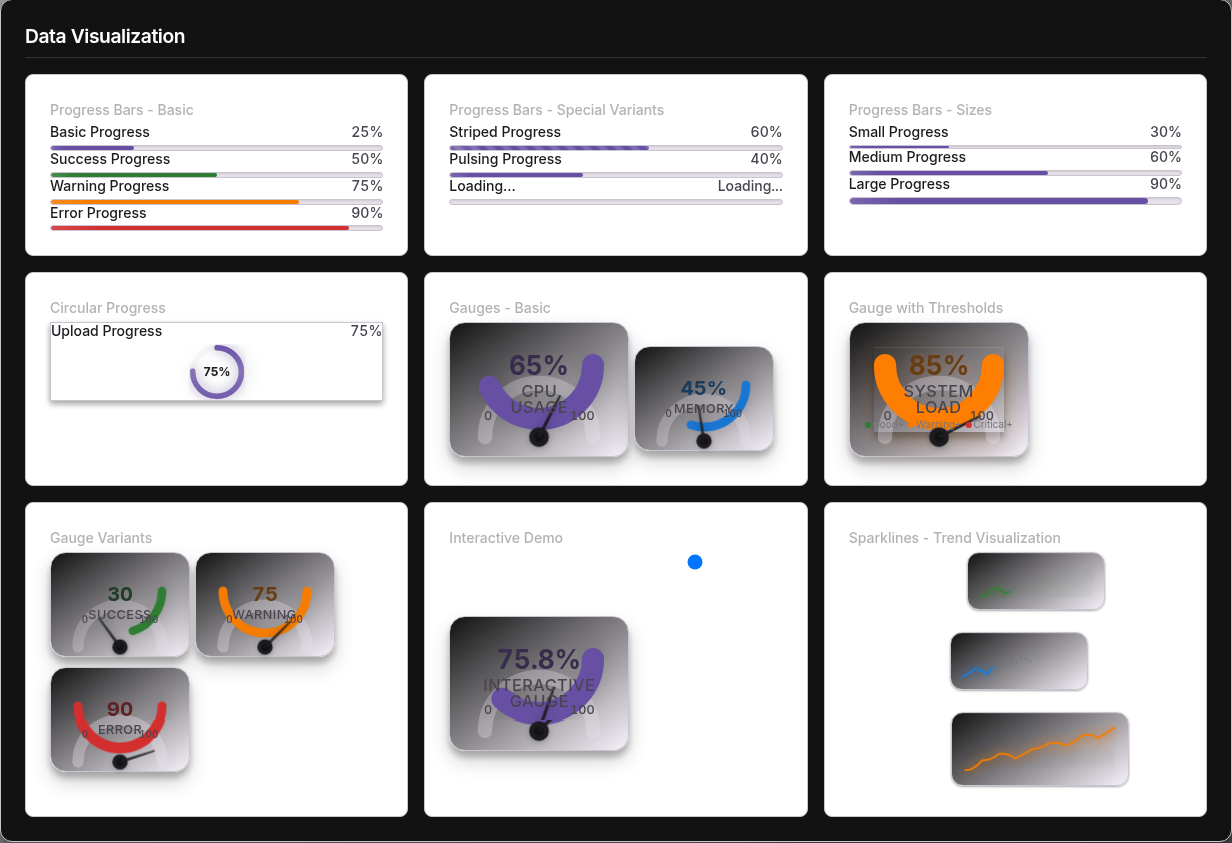 Data Visualization
Progress Bars - Basic
Basic Progress 25%
Success Progress 50%
Warning Progress 75%
Error Progress 90%
Progress Bars - Special Variants
Striped Progress 60%
Pulsing Progress 40%
Loading... Loading...
Progress Bars - Sizes
Small Progress 30%
Medium Progress 60%
Large Progress 90%
Circular Progress
Upload Progress 75%
75%
Gauges - Basic
65%
CPU
USAGE
0 100
45%
MEMORY
0 100
Gauge with Thresholds
85%
SYSTEM
LOAD
0 100
Critical+
Gauge Variants
30
SUCCESS
0 100
75
WARNING
0 100
90
ERROR
0 100
Interactive Demo
75.8%
INTERACTIVE
GAUGE
0 100
Sparklines - Trend Visualization